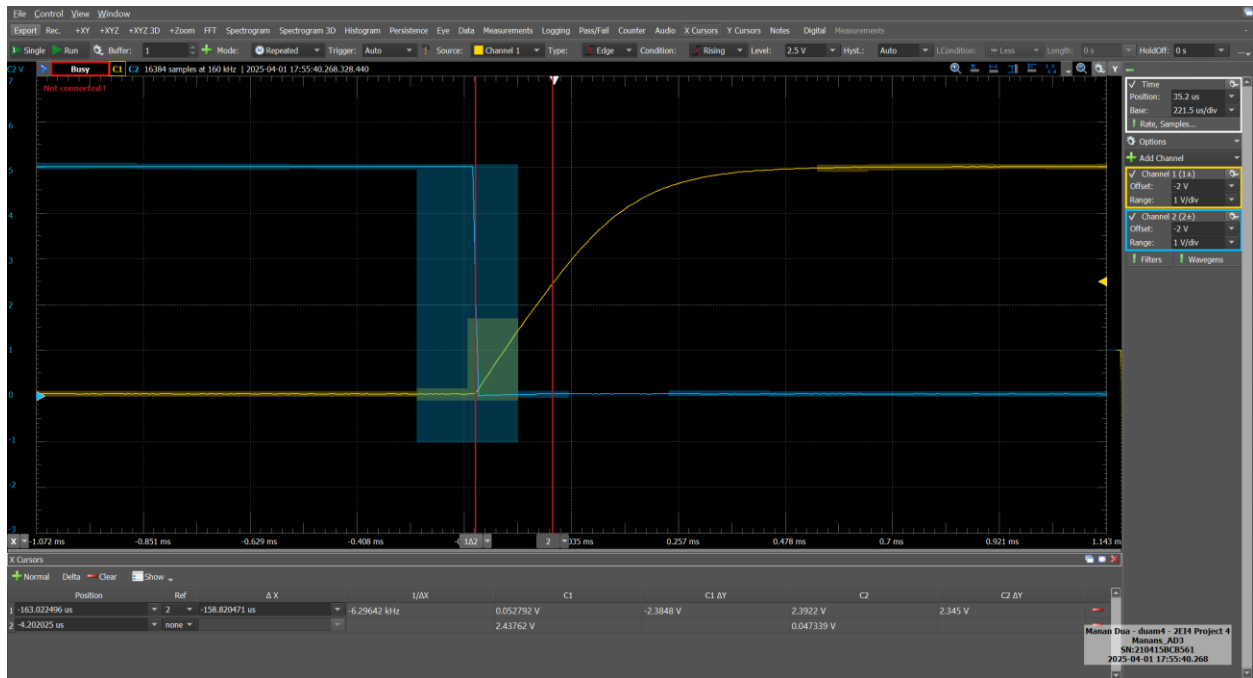 File Control View Window
Export Rec. +XY +XYZ +XYZ 3D +Zoom FFT Spectrogram Spectrogram 3D Histogram Persistence Eye Data Measurements Logging Pass/Fail Counter Audio X Cursors Y Cursors Notes Digital Measurements
Single Run Buffer: 1 Mode: Repeated Trigger: Auto Source: Channel 1 Type: Edge Condition: Rising Level: 2.5 V Hyst.: Auto LCondition: Less Length: 0 s HoldOff: 0 s
C2 V Busy C1 C2 16384 samples at 160 kHz | 2025-04-01 17:55:40.268.328.440 Y
Not connected !
7
6
5
4
3
2
1
0
-1
-2
-3
X -1.072 ms -0.851 ms -0.629 ms -0.408 ms 1Δ2 2 035 ms 0.257 ms 0.478 ms 0.7 ms 0.921 ms 1.143 m
Time
Position: 35.2 us
Base: 221.5 us/div
Rate, Samples...
Options
Add Channel
Channel 1 (1±)
Offset: -2 V
Range: 1 V/div
Channel 2 (2±)
Offset: -2 V
Range: 1 V/div
Filters Wavegens
X Cursors
Normal Delta Clear Show
Position Ref Δ X 1/ΔX C1 C1 ΔY C2 C2 ΔY
1 -163.022496 us 2 -158.820471 us -6.29642 kHz 0.052792 V -2.3848 V 2.3922 V 2.345 V
2 -4.202025 us none 2.43762 V 0.047339 V
Manan Dua - duam4 - 2EI4 Project 4
Manans_AD3
SN:210415BCB561
2025-04-01 17:55:40.268